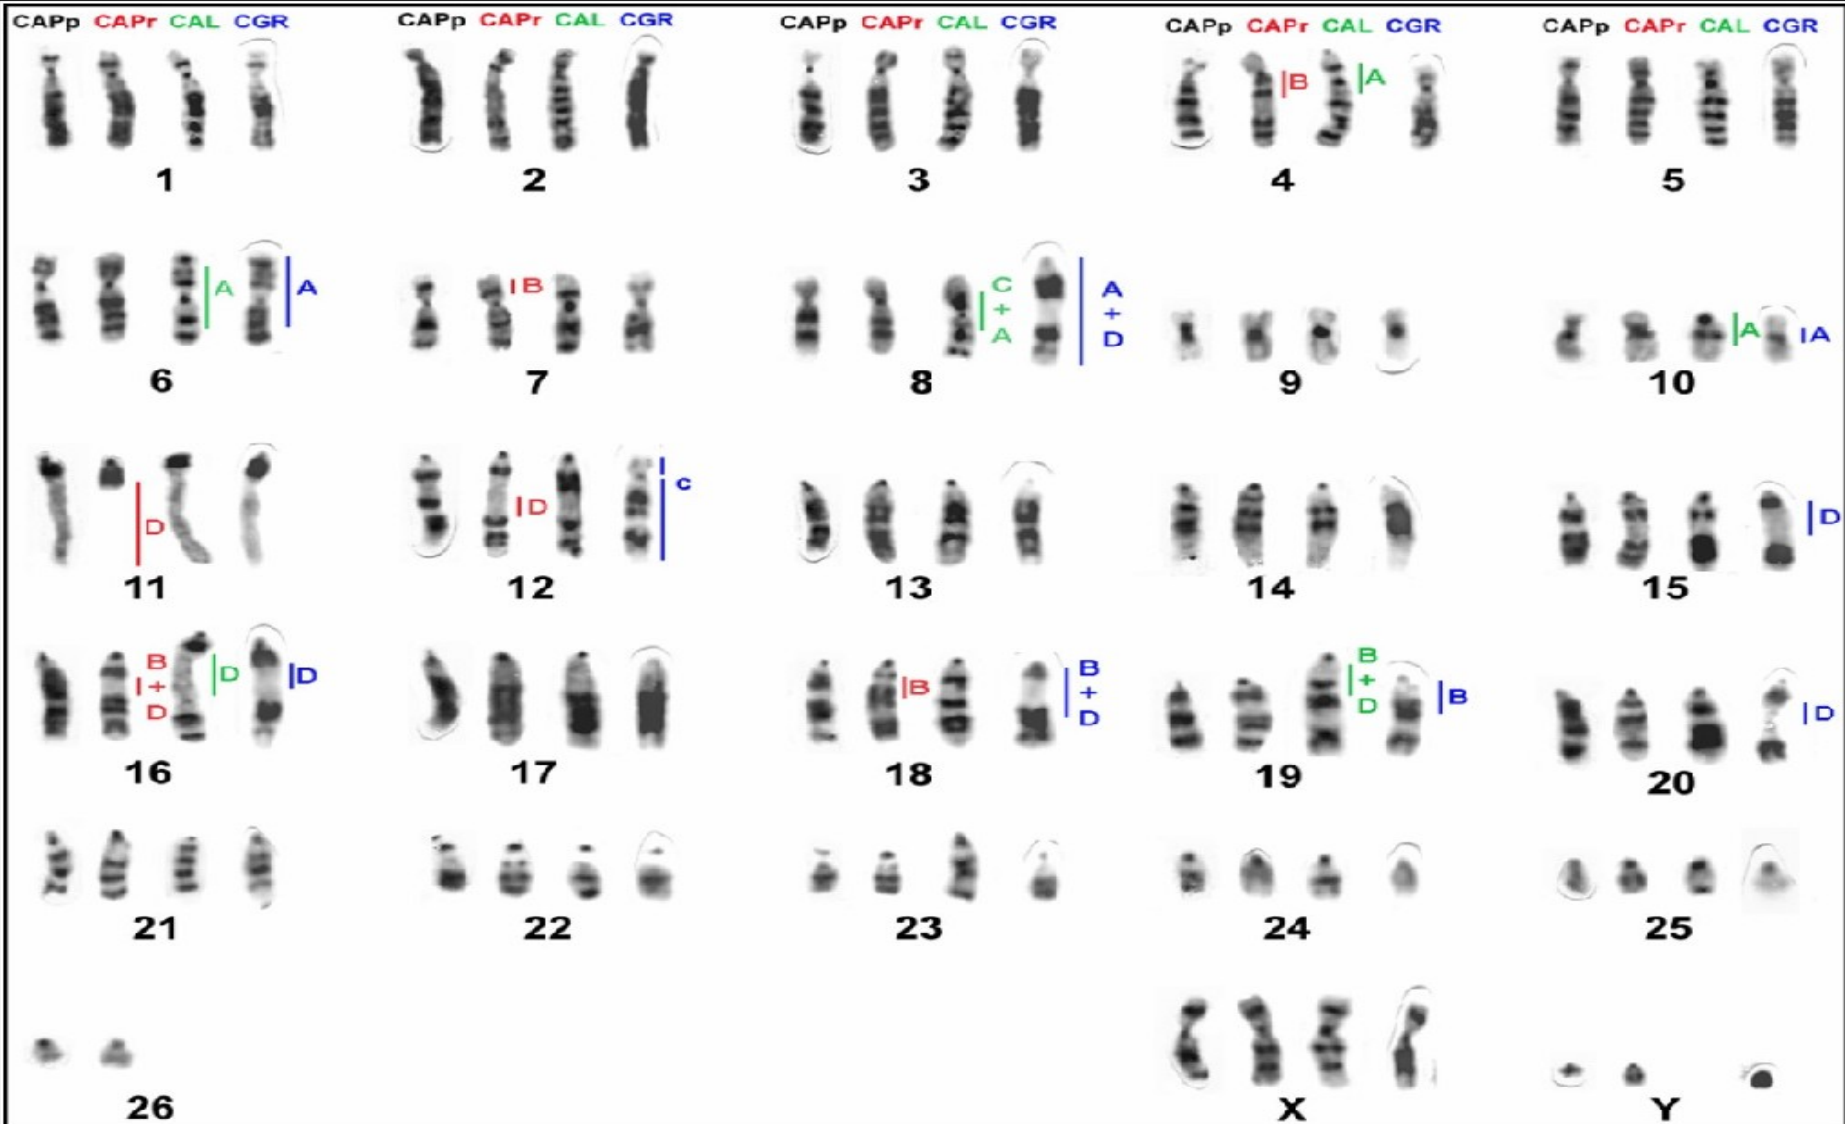 CAPp CAPr CAL CGR CAPp CAPr CAL CGR CAPp CAPr CAL CGR CAPp CAPr CAL CGR CAPp CAPr CAL CGR
B A
1 2 3 4 5
A A B C + A A + D A A
6 7 8 9 10
D D c D
11 12 13 14 15
B + D D D B B + D B + D B D
16 17 18 19 20
21 22 23 24 25
26 X Y